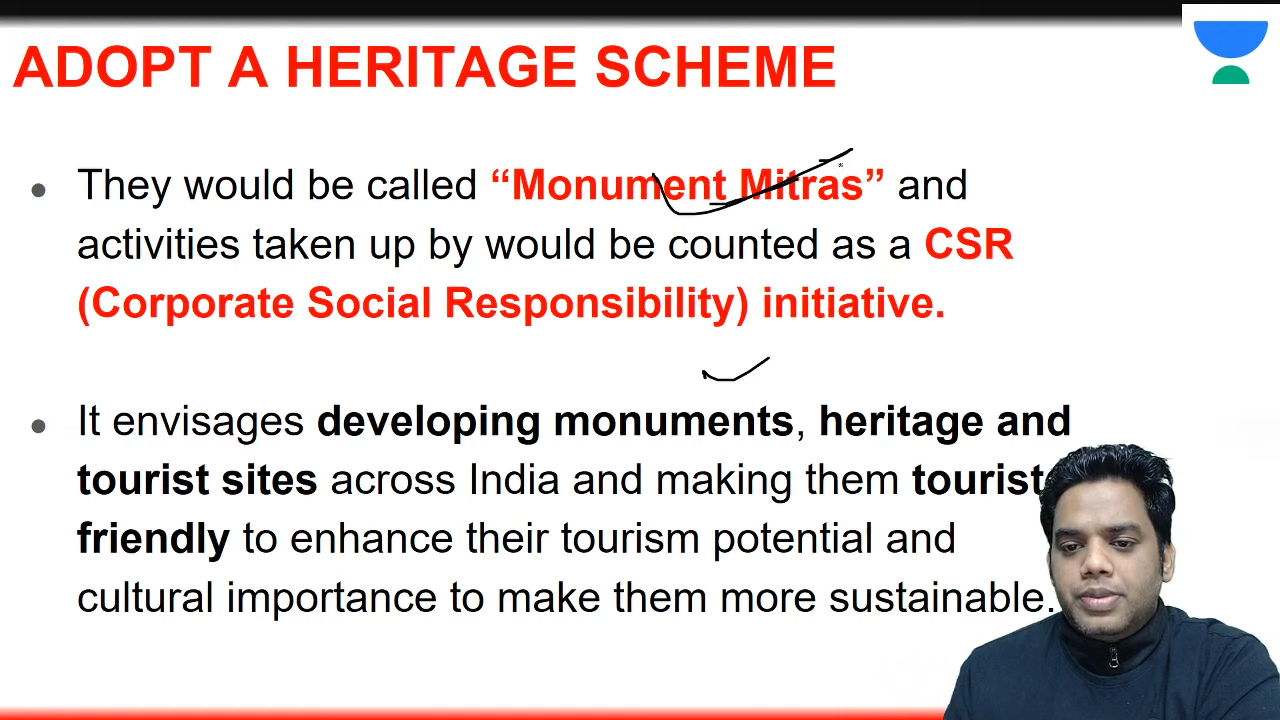 ADOPT A HERITAGE SCHEME
They would be called “Monument Mitras” and
activities taken up by would be counted as a CSR
(Corporate Social Responsibility) initiative.
It envisages developing monuments, heritage and
tourist sites across India and making them tourist
friendly to enhance their tourism potential and
cultural importance to make them more sustainable.